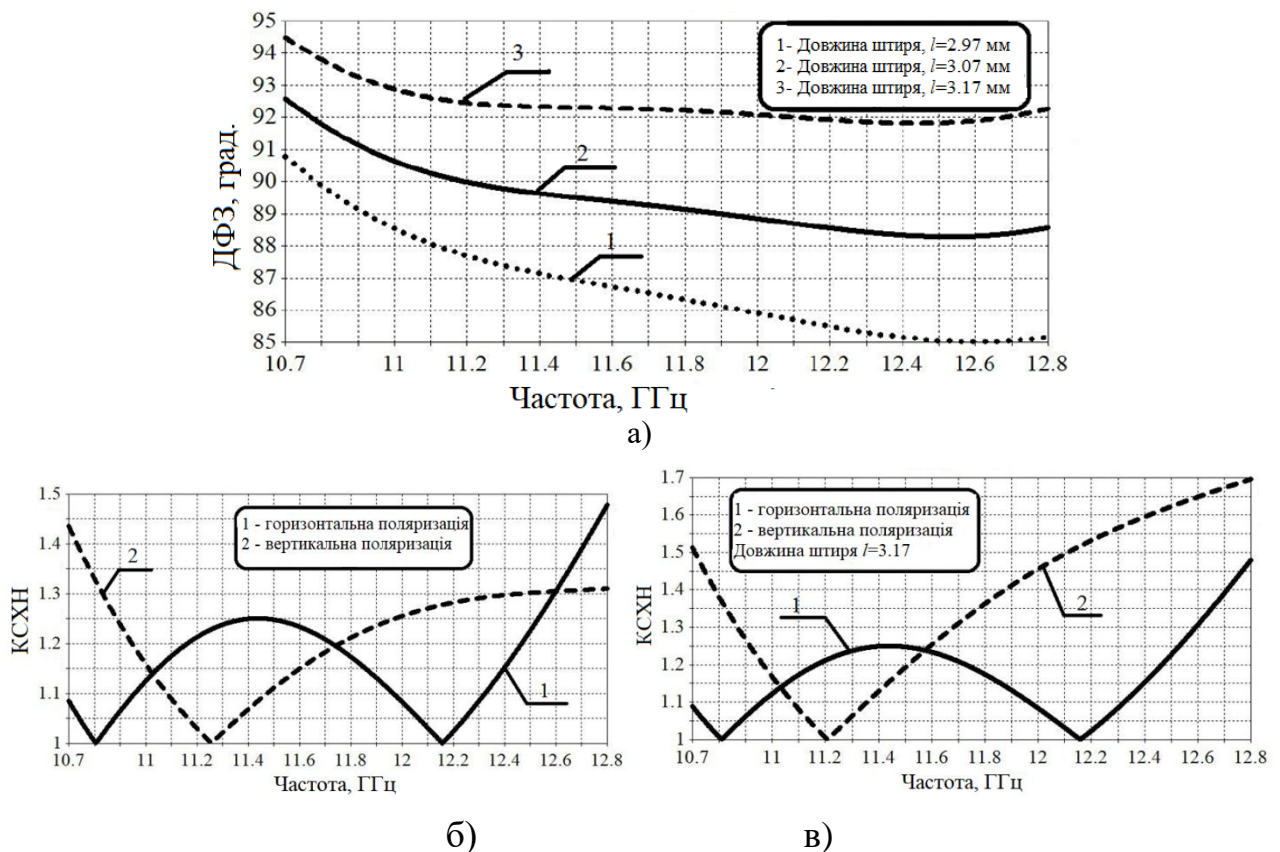 95
94
93
92
91
90
89
88
87
86
85
ДФЗ, град.
1- Довжина штиря, l=2.97 мм
2- Довжина штиря, l=3.07 мм
3- Довжина штиря, l=3.17 мм
3
2
1
10.7 11 11.2 11.4 11.6 11.8 12 12.2 12.4 12.6 12.8
Частота, ГГц
а)
1.5
1.4
1.3
1.2
1.1
1
КСХН
1 - горизонтальна поляризація
2 - вертикальна поляризація
2
1
10.7 11 11.2 11.4 11.6 11.8 12 12.2 12.4 12.6 12.8
Частота, ГГц
б)
1.7
1.6
1.5
1.4
1.3
1.2
1.1
1
КСХН
1 - горизонтальна поляризація
2 - вертикальна поляризація
Довжина штиря l=3.17
1
2
10.7 11 11.2 11.4 11.6 11.8 12 12.2 12.4 12.6 12.8
Частота, ГГц
в)